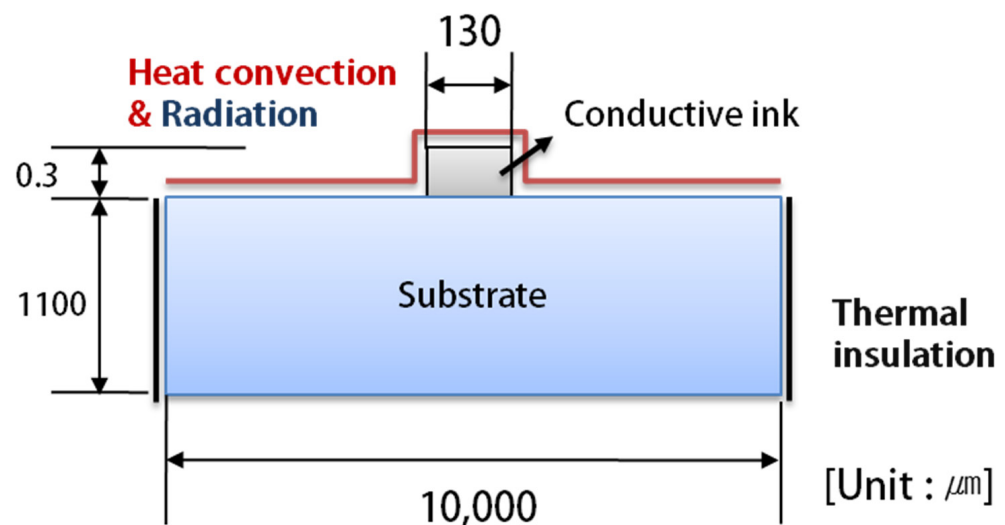 130
Heat convection
& Radiation
Conductive ink
0.3
1100
Substrate
Thermal
insulation
10,000
[Unit : ㎛]